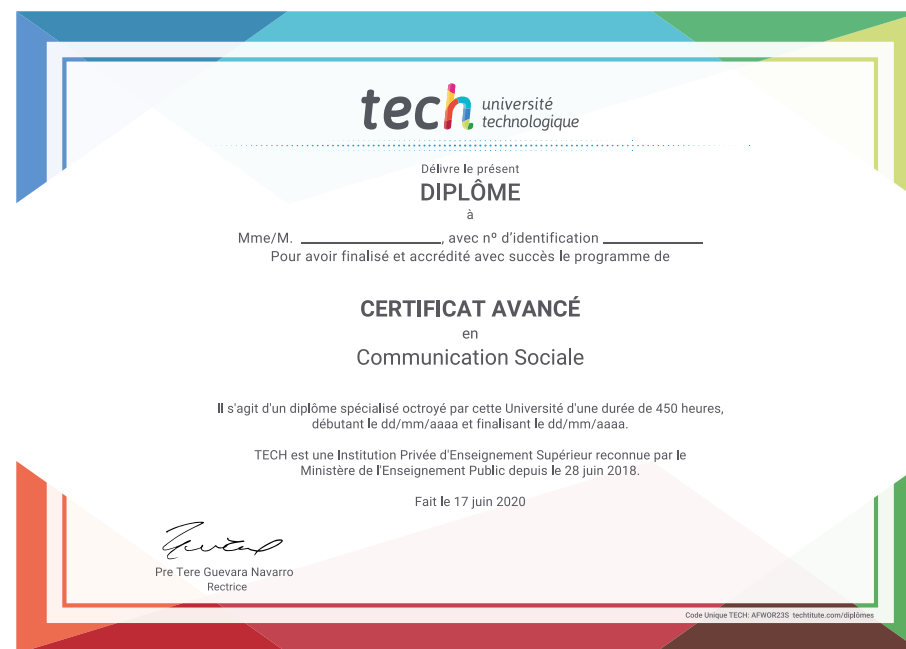 tech université
technologique
Délivre le présent
DIPLÔME
à
Mme/M. ____________________, avec nº d'identification ______________
Pour avoir finalisé et accrédité avec succès le programme de
CERTIFICAT AVANCÉ
en
Communication Sociale
Il s'agit d'un diplôme spécialisé octroyé par cette Université d'une durée de 450 heures,
débutant le dd/mm/aaaa et finalisant le dd/mm/aaaa.
TECH est une Institution Privée d'Enseignement Supérieur reconnue par le
Ministère de l'Enseignement Public depuis le 28 juin 2018.
Fait le 17 juin 2020
Pre Tere Guevara Navarro
Rectrice
Code Unique TECH: AFWOR23S techtitute.com/diplômes